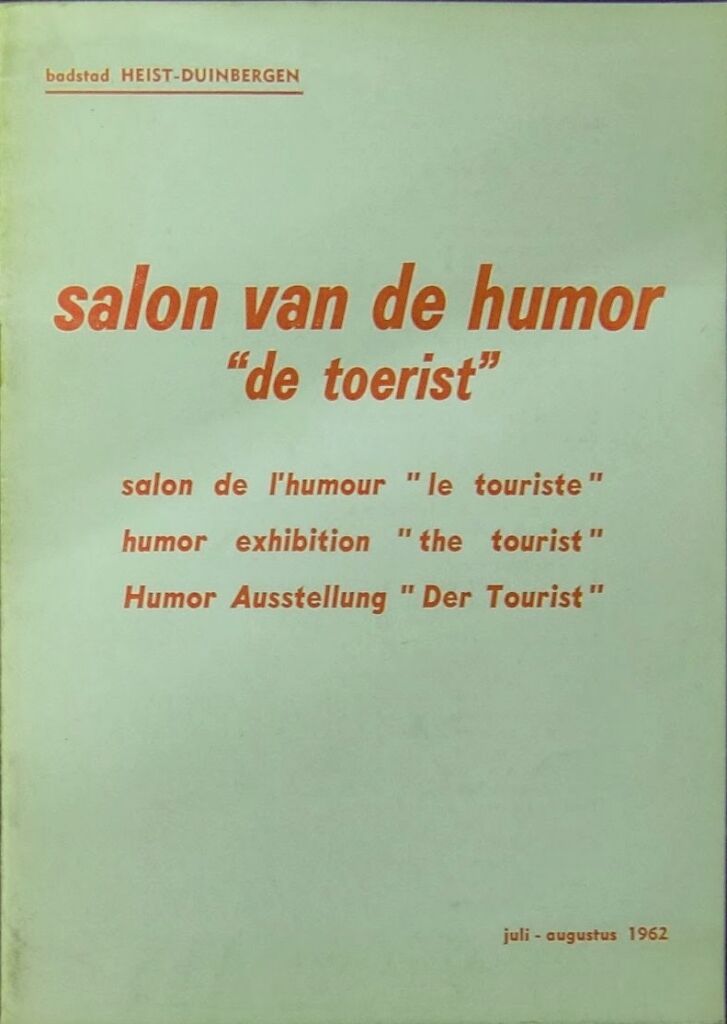 badstad HEIST-DUINBERGEN
salon van de humor
“de toerist”
salon de l'humour "le touriste"
humor exhibition "the tourist"
Humor Ausstellung "Der Tourist"
juli - augustus 1962